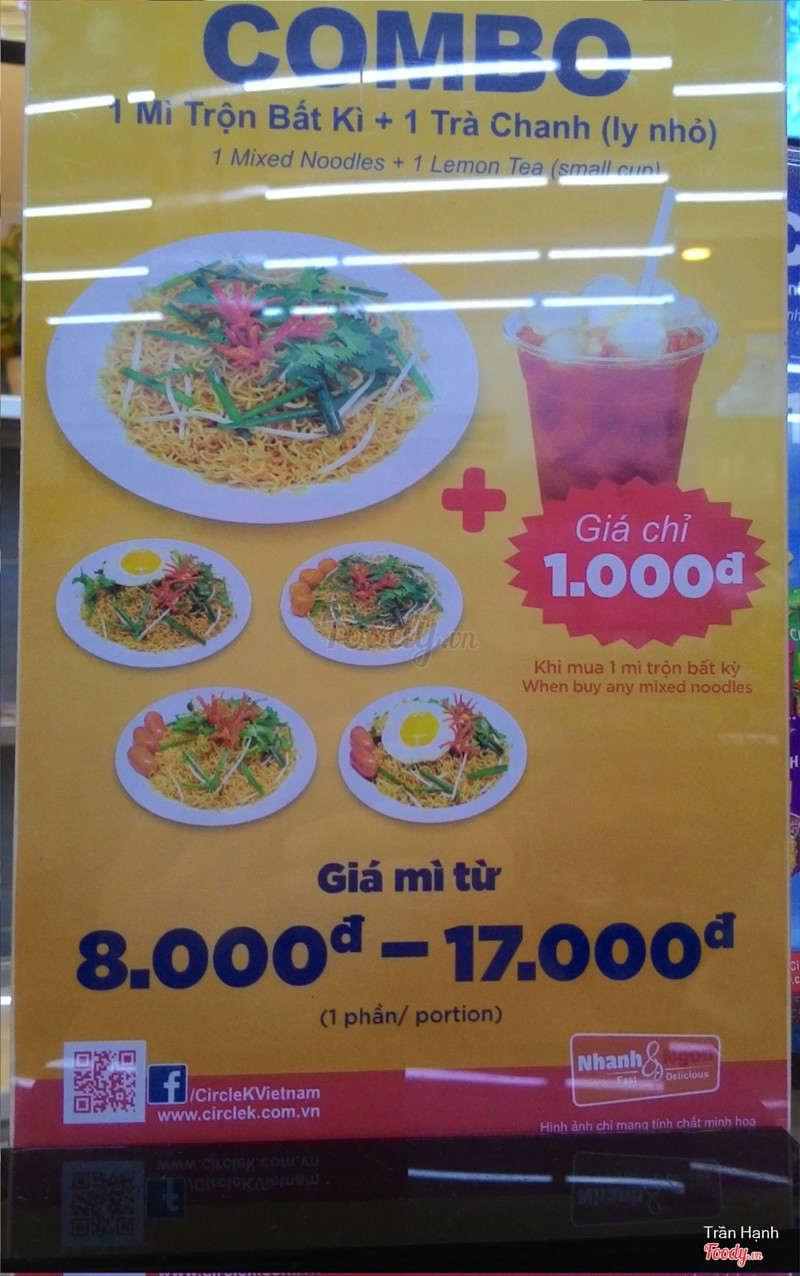 COMBO
1 Mì Trộn Bất Kì + 1 Trà Chanh (ly nhỏ)
1 Mixed Noodles + 1 Lemon Tea (small cup)
Giá chỉ
1.000đ
Khi mua 1 mì trộn bất kỳ
When buy any mixed noodles
Foody.vn
Giá mì từ
8.000đ – 17.000đ
(1 phần/ portion)
/CircleKVietnam
www.circlek.com.vn
Nhanh & Ngon
Fast Delicious
Hình ảnh chỉ mang tính chất minh họa
Trần Hạnh
Foody.vn